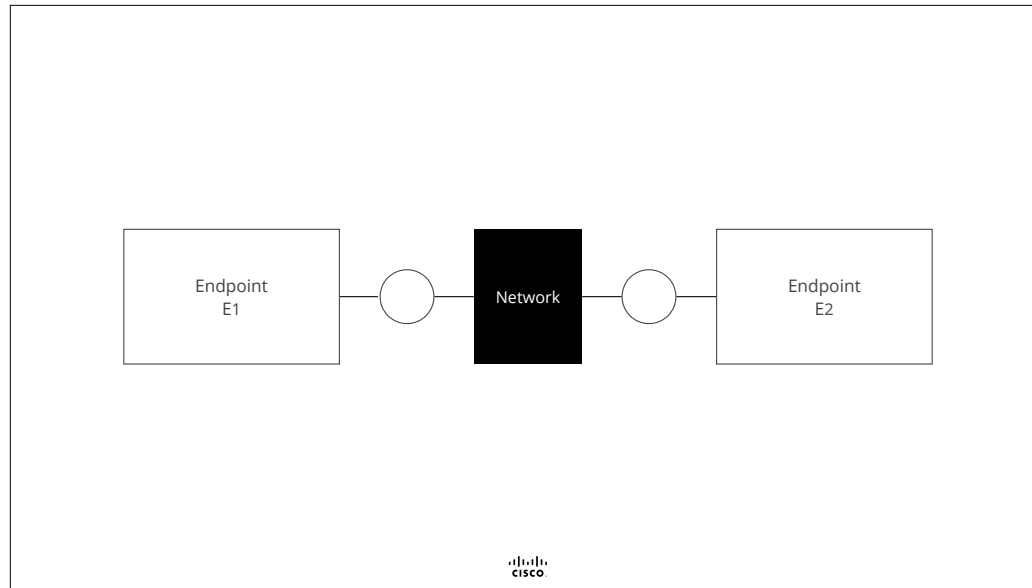 Endpoint
E1
Network
Endpoint
E2
CISCO